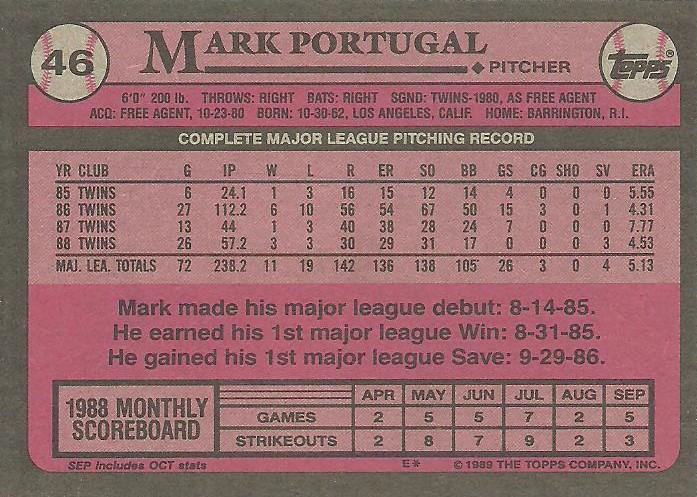 46
MARK PORTUGAL
◆ PITCHER
TOPPS®
6'0" 200 lb. THROWS: RIGHT BATS: RIGHT SGND: TWINS-1980, AS FREE AGENT
ACQ: FREE AGENT, 10-23-80 BORN: 10-30-62, LOS ANGELES, CALIF. HOME: BARRINGTON, R.I.
COMPLETE MAJOR LEAGUE PITCHING RECORD
YR CLUB G IP W L R ER SO BB GS CG SHO SV ERA
85 TWINS 6 24.1 1 3 16 15 12 14 4 0 0 0 5.55
86 TWINS 27 112.2 6 10 56 54 67 50 15 3 0 1 4.31
87 TWINS 13 44 1 3 40 38 28 24 7 0 0 0 7.77
88 TWINS 26 57.2 3 3 30 29 31 17 0 0 0 3 4.53
MAJ. LEA. TOTALS 72 238.2 11 19 142 136 138 105 26 3 0 4 5.13
Mark made his major league debut: 8-14-85.
He earned his 1st major league Win: 8-31-85.
He gained his 1st major league Save: 9-29-86.
1988 MONTHLY SCOREBOARD
APR MAY JUN JUL AUG SEP
GAMES 2 5 5 7 2 5
STRIKEOUTS 2 8 7 9 2 3
SEP includes OCT stats
E*
© 1989 THE TOPPS COMPANY, INC.